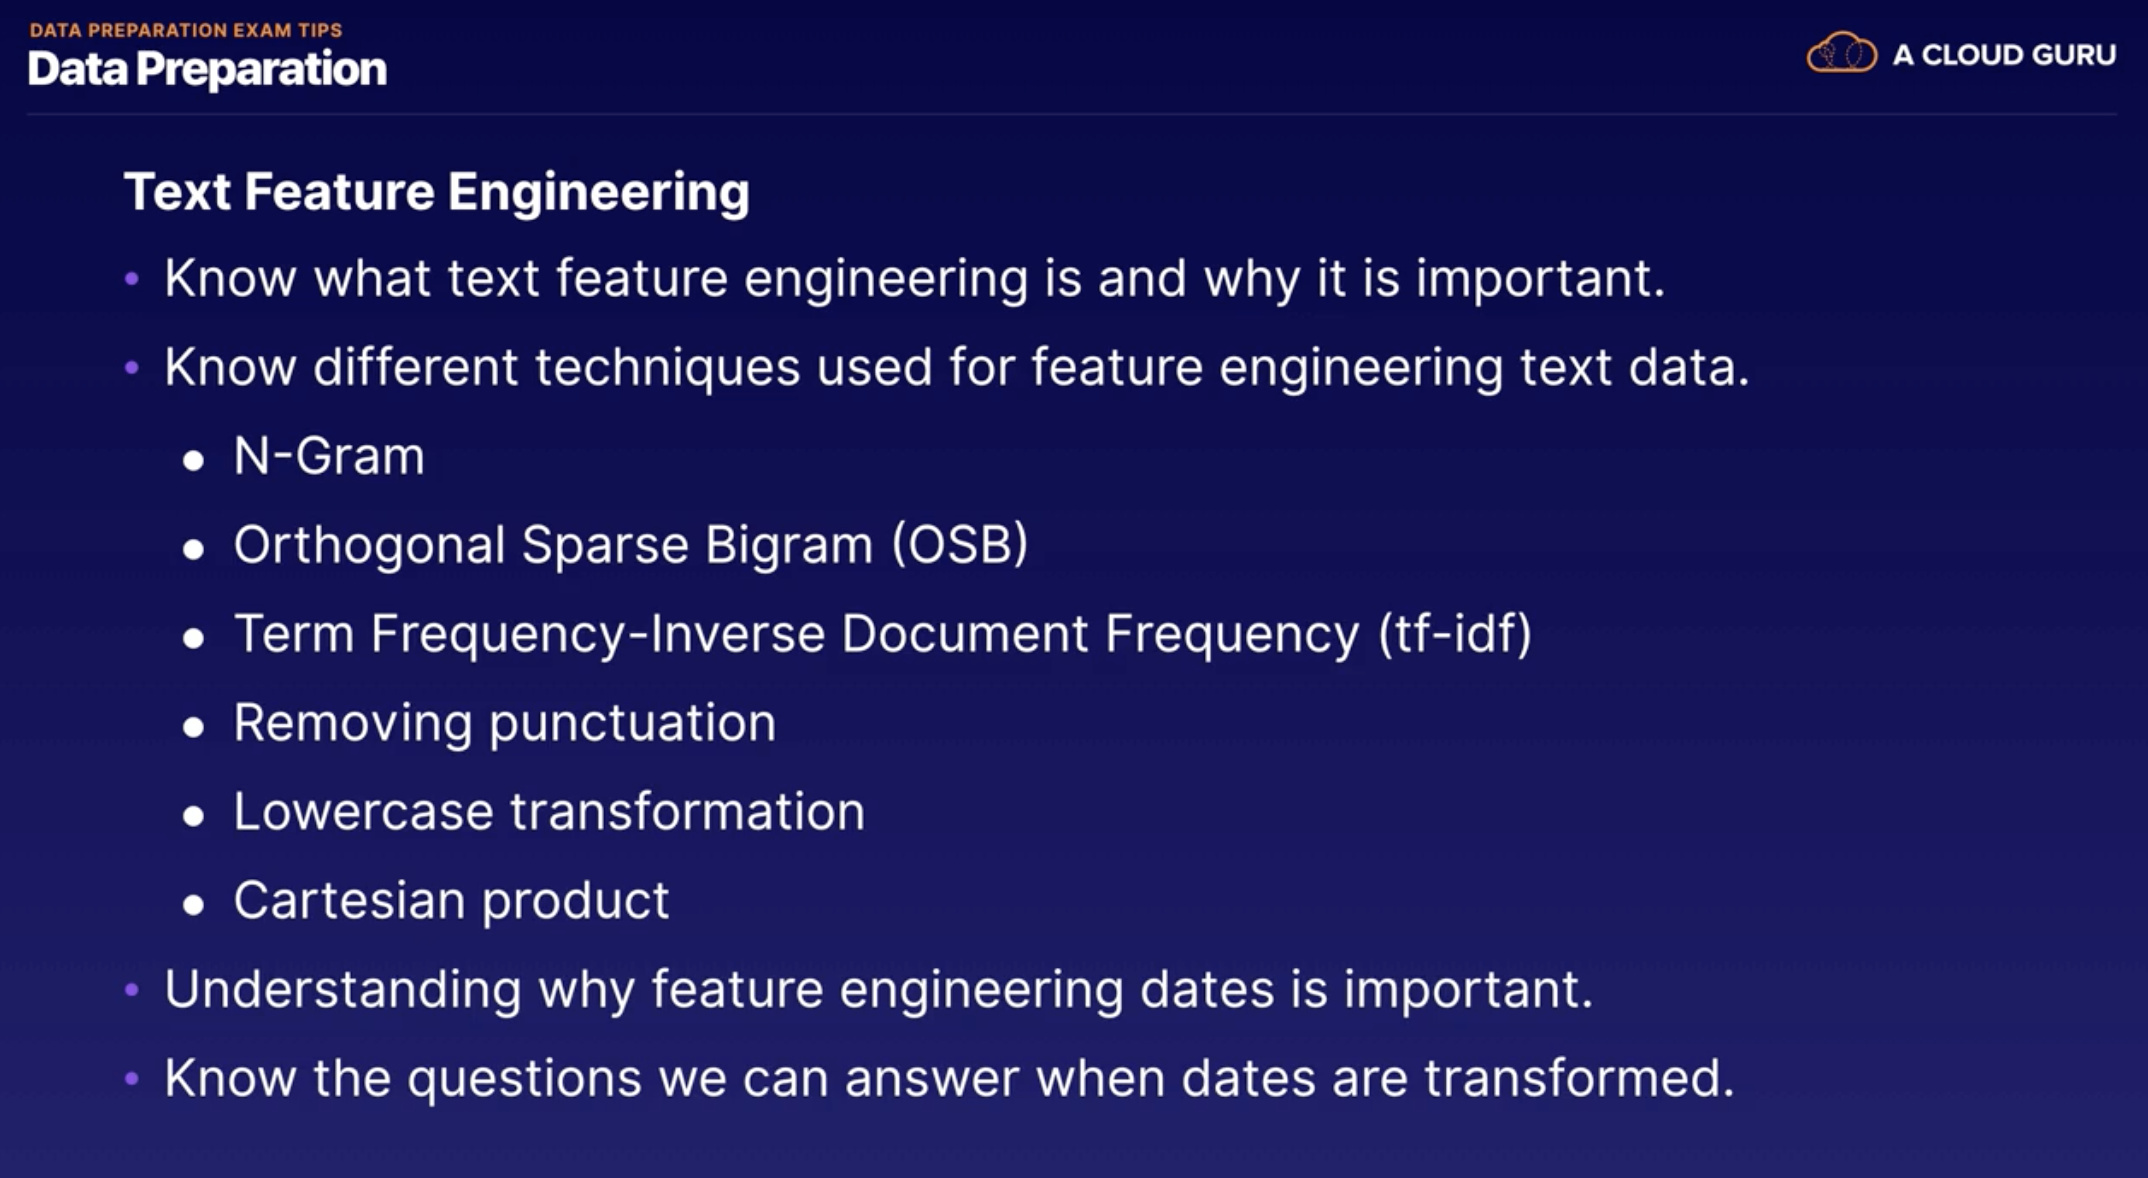 DATA PREPARATION EXAM TIPS
Data Preparation
A CLOUD GURU
Text Feature Engineering
• Know what text feature engineering is and why it is important.
• Know different techniques used for feature engineering text data.
• N-Gram
• Orthogonal Sparse Bigram (OSB)
• Term Frequency-Inverse Document Frequency (tf-idf)
• Removing punctuation
• Lowercase transformation
• Cartesian product
• Understanding why feature engineering dates is important.
• Know the questions we can answer when dates are transformed.